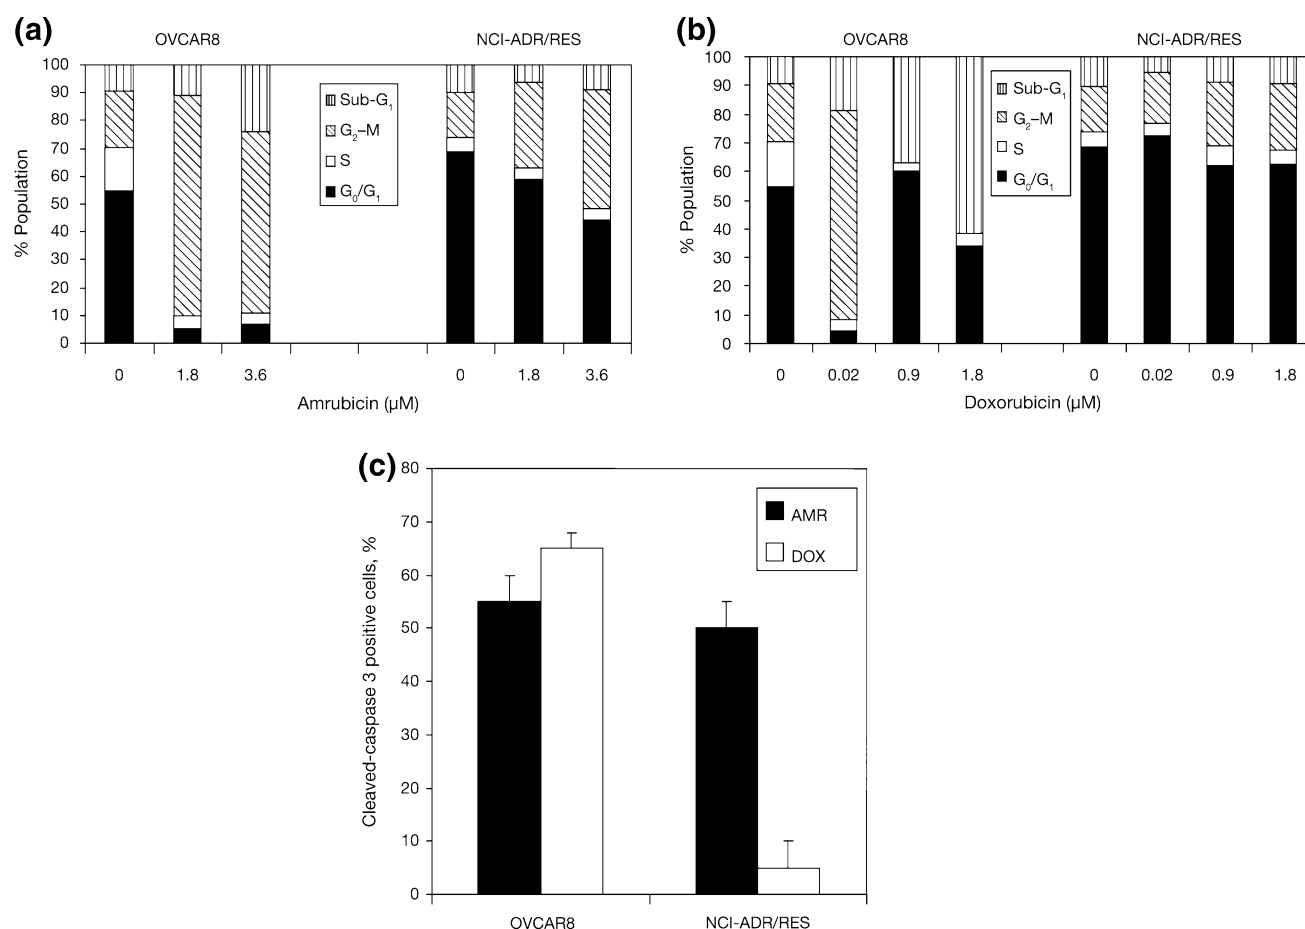 (a)
OVCAR8
NCI-ADR/RES
100
90
80
70
60
50
40
30
20
10
0
% Population
Sub-G₁
G₂–M
S
G₀/G₁
0 1.8 3.6 0 1.8 3.6
Amrubicin (µM)
(b)
OVCAR8
NCI-ADR/RES
100
90
80
70
60
50
40
30
20
10
0
% Population
Sub-G₁
G₂–M
S
G₀/G₁
0 0.02 0.9 1.8 0 0.02 0.9 1.8
Doxorubicin (µM)
(c)
80
70
60
50
40
30
20
10
0
Cleaved-caspase 3 positive cells, %
AMR
DOX
OVCAR8 NCI-ADR/RES